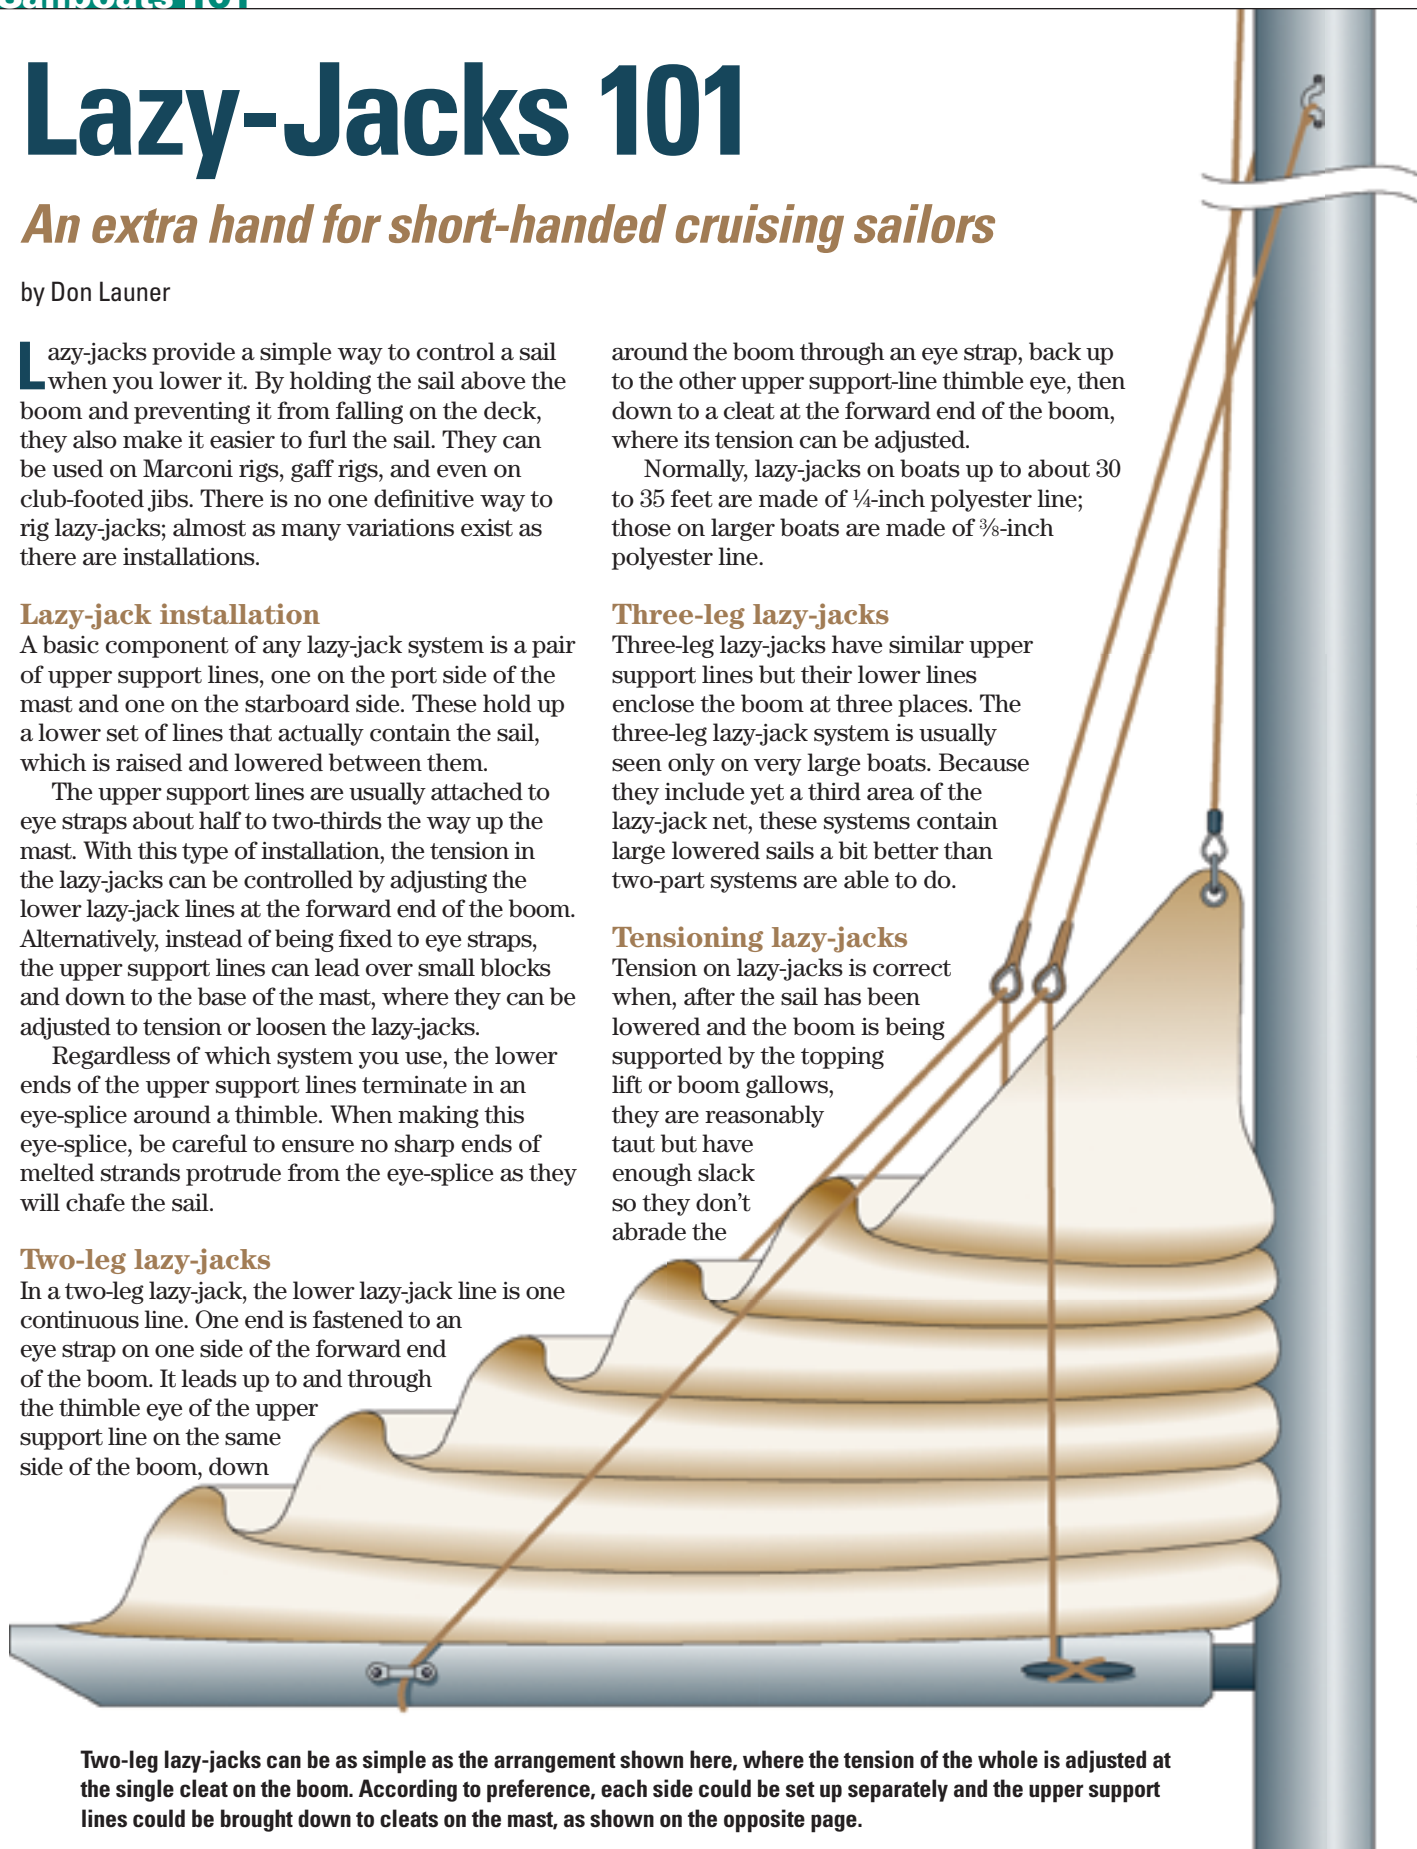 Sailboats 101
Lazy-Jacks 101
An extra hand for short-handed cruising sailors
by Don Launer
Lazy-jacks provide a simple way to control a sail
when you lower it. By holding the sail above the
boom and preventing it from falling on the deck,
they also make it easier to furl the sail. They can
be used on Marconi rigs, gaff rigs, and even on
club-footed jibs. There is no one definitive way to
rig lazy-jacks; almost as many variations exist as
there are installations.
Lazy-jack installation
A basic component of any lazy-jack system is a pair
of upper support lines, one on the port side of the
mast and one on the starboard side. These hold up
a lower set of lines that actually contain the sail,
which is raised and lowered between them.
The upper support lines are usually attached to
eye straps about half to two-thirds the way up the
mast. With this type of installation, the tension in
the lazy-jacks can be controlled by adjusting the
lower lazy-jack lines at the forward end of the boom.
Alternatively, instead of being fixed to eye straps,
the upper support lines can lead over small blocks
and down to the base of the mast, where they can be
adjusted to tension or loosen the lazy-jacks.
Regardless of which system you use, the lower
ends of the upper support lines terminate in an
eye-splice around a thimble. When making this
eye-splice, be careful to ensure no sharp ends of
melted strands protrude from the eye-splice as they
will chafe the sail.
Two-leg lazy-jacks
In a two-leg lazy-jack, the lower lazy-jack line is one
continuous line. One end is fastened to an
eye strap on one side of the forward end
of the boom. It leads up to and through
the thimble eye of the upper
support line on the same
side of the boom, down
around the boom through an eye strap, back up
to the other upper support-line thimble eye, then
down to a cleat at the forward end of the boom,
where its tension can be adjusted.
Normally, lazy-jacks on boats up to about 30
to 35 feet are made of ¼-inch polyester line;
those on larger boats are made of ⅜-inch
polyester line.
Three-leg lazy-jacks
Three-leg lazy-jacks have similar upper
support lines but their lower lines
enclose the boom at three places. The
three-leg lazy-jack system is usually
seen only on very large boats. Because
they include yet a third area of the
lazy-jack net, these systems contain
large lowered sails a bit better than
two-part systems are able to do.
Tensioning lazy-jacks
Tension on lazy-jacks is correct
when, after the sail has been
lowered and the boom is being
supported by the topping
lift or boom gallows,
they are reasonably
taut but have
enough slack
so they don't
abrade the
Two-leg lazy-jacks can be as simple as the arrangement shown here, where the tension of the whole is adjusted at
the single cleat on the boom. According to preference, each side could be set up separately and the upper support
lines could be brought down to cleats on the mast, as shown on the opposite page.